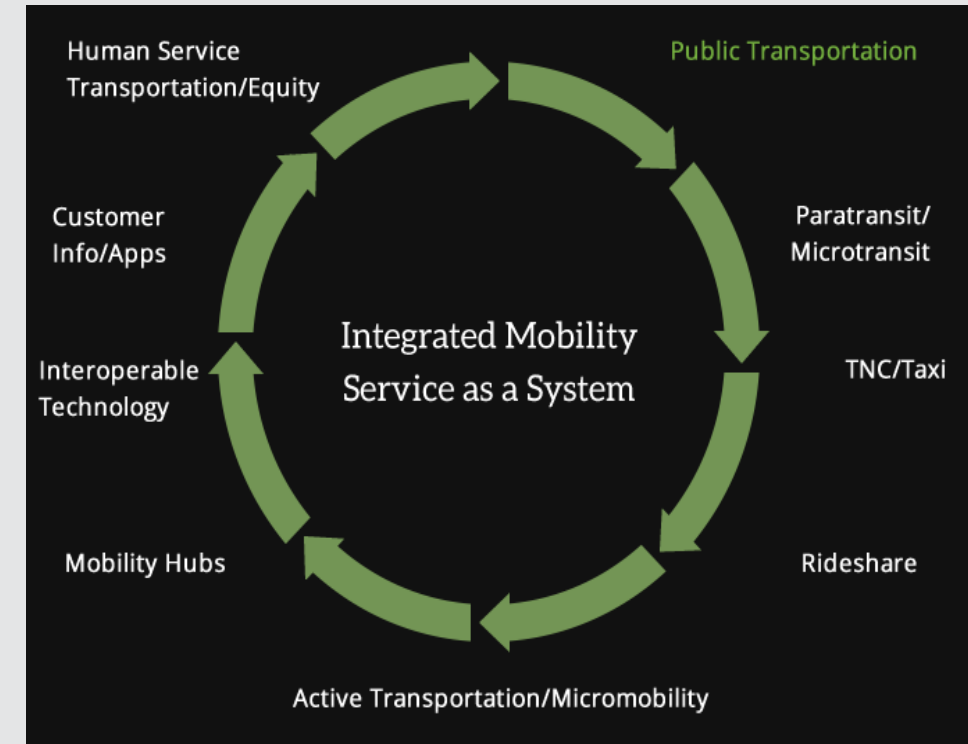 Human Service
Transportation/Equity
Public Transportation
Customer
Info/Apps
Paratransit/
Microtransit
Integrated Mobility
Service as a System
Interoperable
Technology
TNC/Taxi
Mobility Hubs
Rideshare
Active Transportation/Micromobility